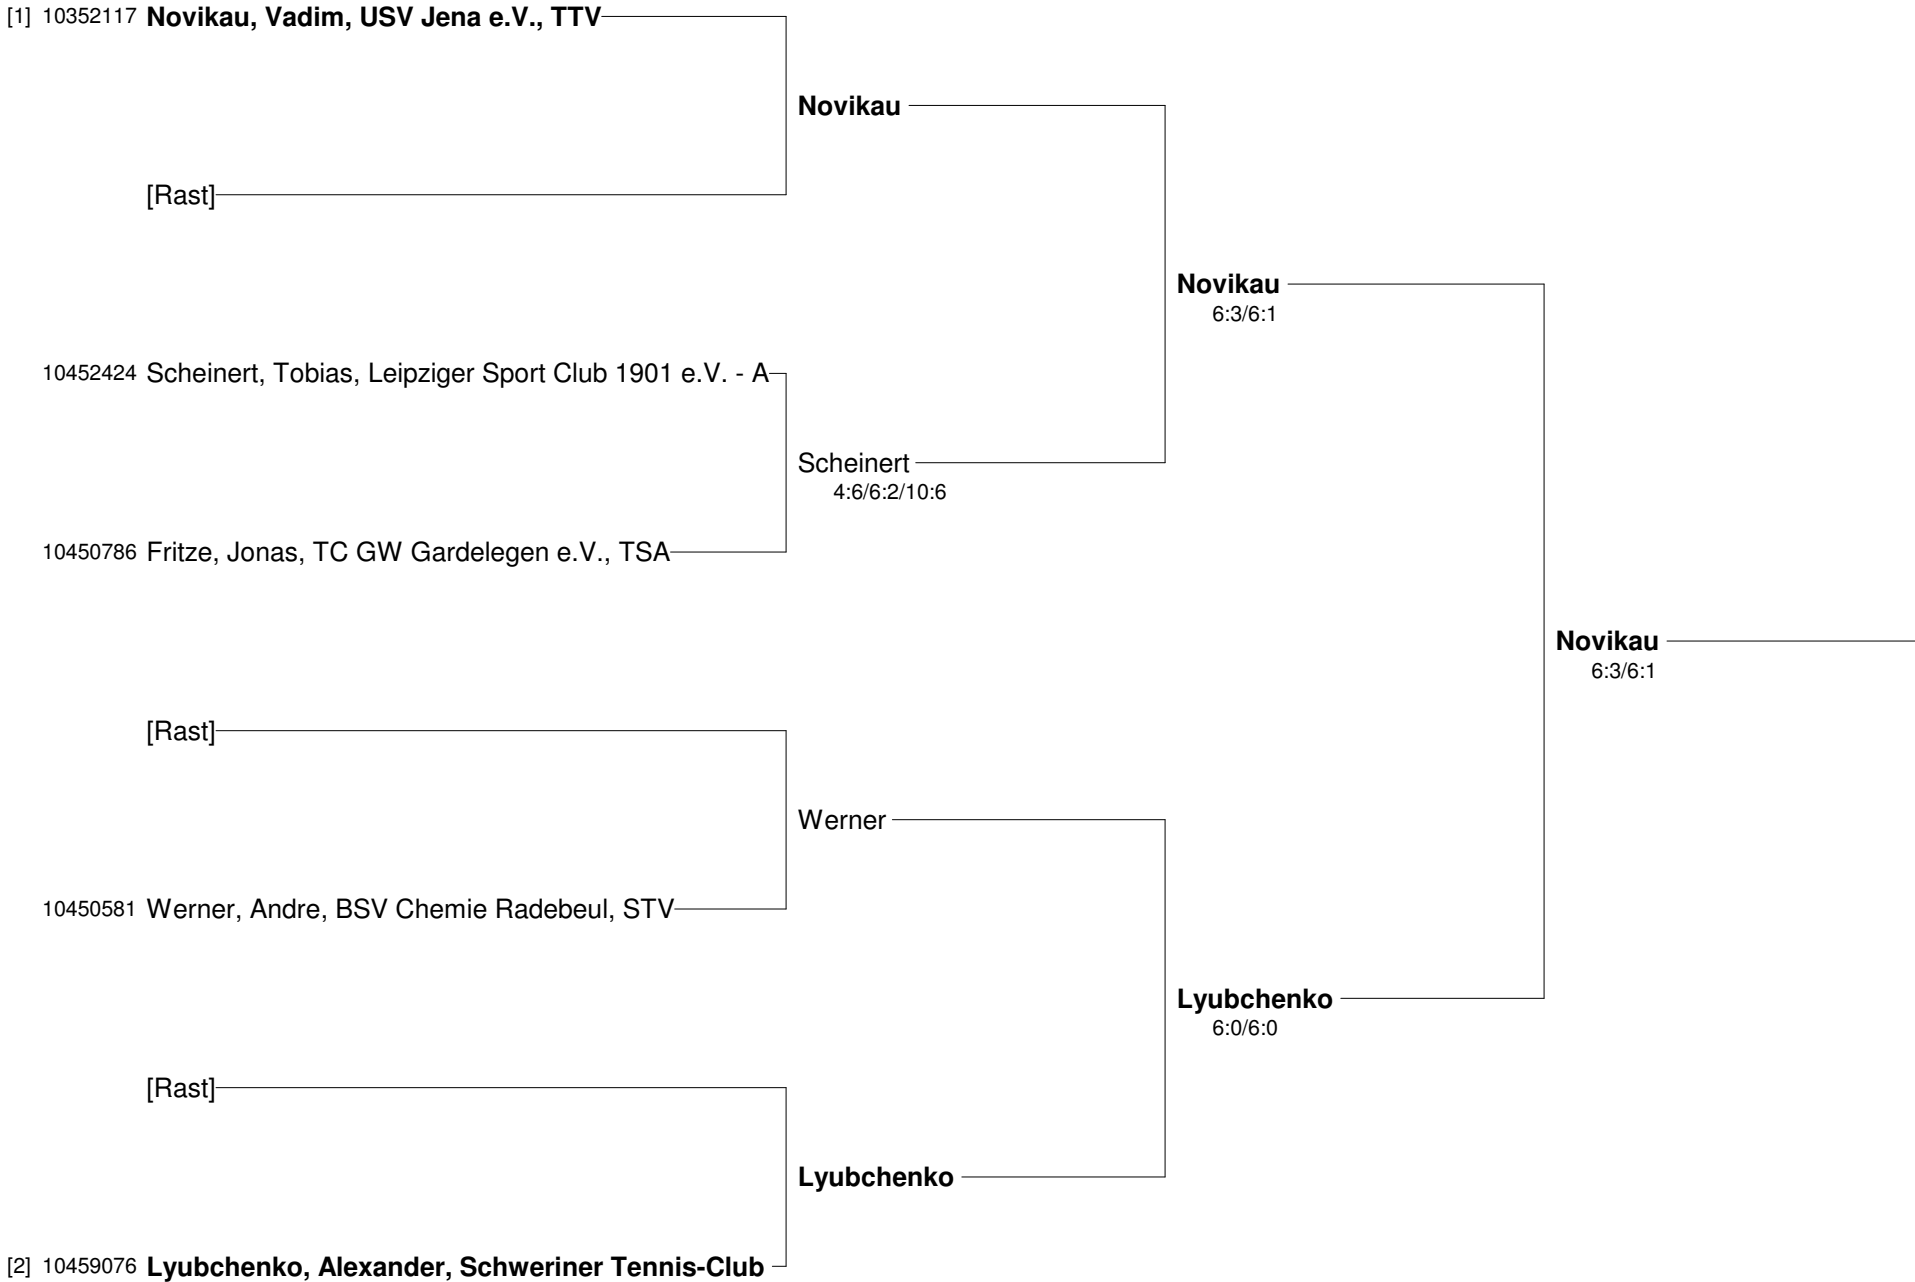 [1] 10352117 Novikau, Vadim, USV Jena e.V., TTV
Novikau
[Rast]
Novikau
6:3/6:1
10452424 Scheinert, Tobias, Leipziger Sport Club 1901 e.V. - A
Scheinert
4:6/6:2/10:6
10450786 Fritze, Jonas, TC GW Gardelegen e.V., TSA
Novikau
6:3/6:1
[Rast]
Werner
10450581 Werner, Andre, BSV Chemie Radebeul, STV
Lyubchenko
6:0/6:0
[Rast]
Lyubchenko
[2] 10459076 Lyubchenko, Alexander, Schweriner Tennis-Club